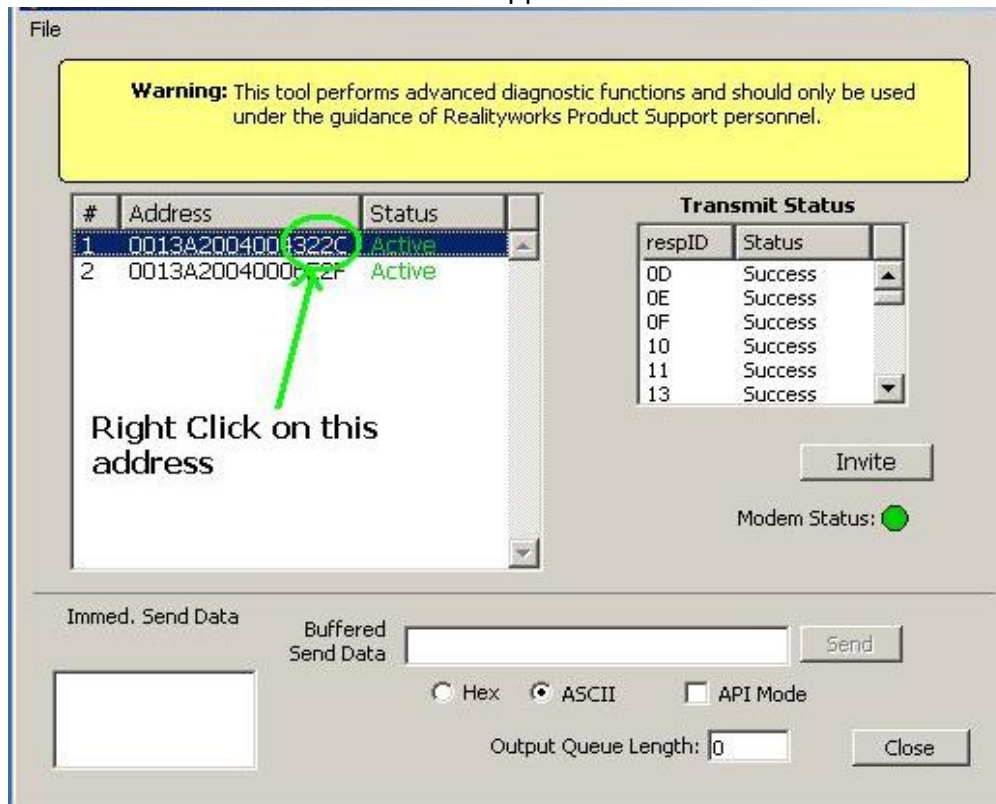 File
Warning: This tool performs advanced diagnostic functions and should only be used
under the guidance of Realityworks Product Support personnel.
# Address Status
1 0013A2004004322C Active
2 Active
Right Click on this
address
Transmit Status
respID Status
0D Success
0E Success
0F Success
10 Success
11 Success
13 Success
Invite
Modem Status:
Immed. Send Data
Buffered
Send Data
Send
Hex ASCII API Mode
Output Queue Length: 0
Close